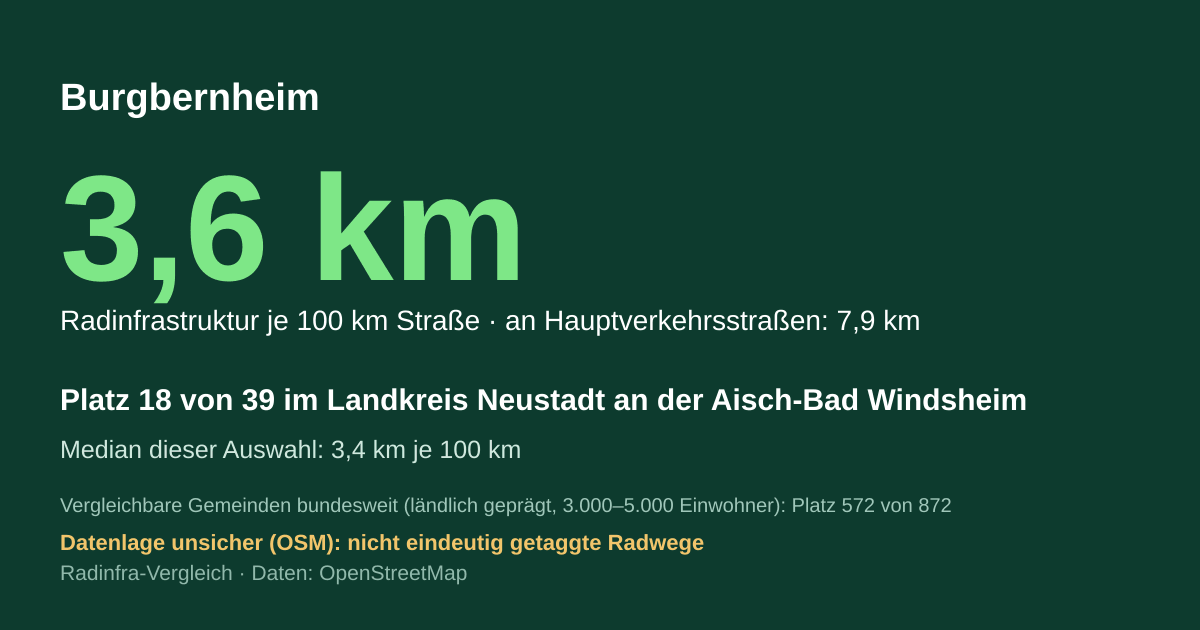 Burgbernheim
3,6 km
Radinfrastruktur je 100 km Straße · an Hauptverkehrsstraßen: 7,9 km
Platz 18 von 39 im Landkreis Neustadt an der Aisch-Bad Windsheim
Median dieser Auswahl: 3,4 km je 100 km
Vergleichbare Gemeinden bundesweit (ländlich geprägt, 3.000–5.000 Einwohner): Platz 572 von 872
Datenlage unsicher (OSM): nicht eindeutig getaggte Radwege
Radinfra-Vergleich · Daten: OpenStreetMap